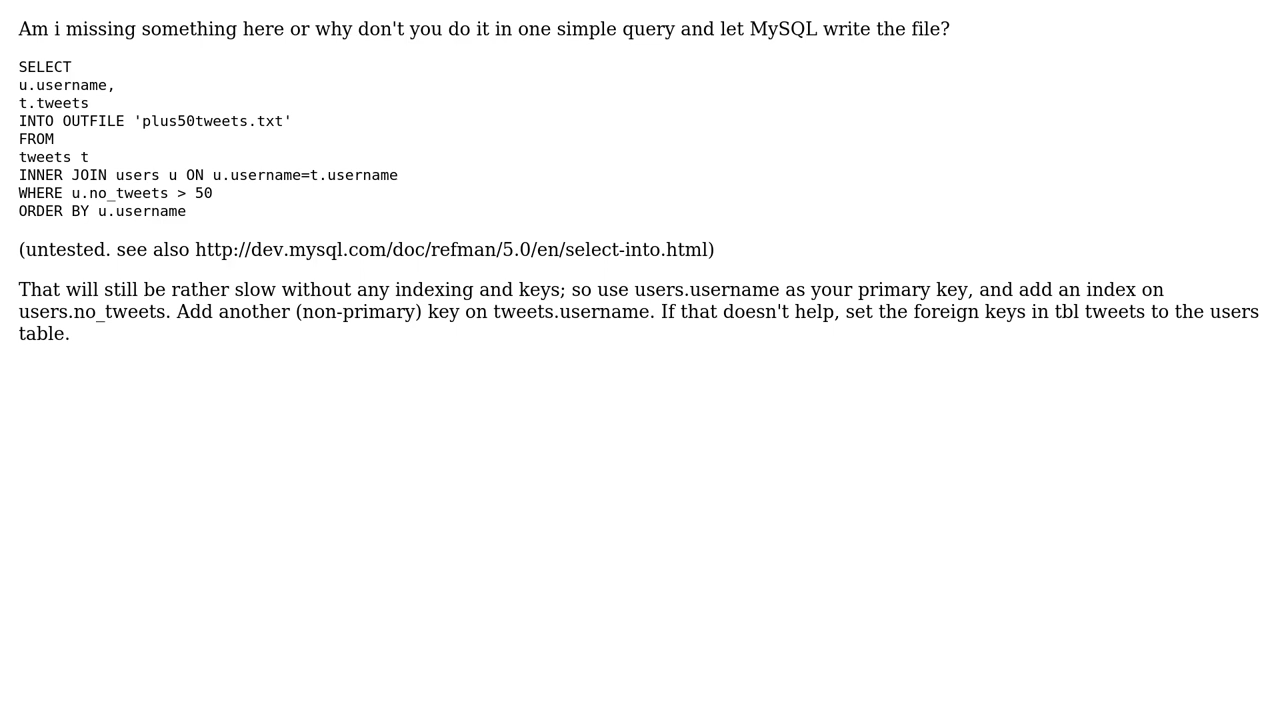 Am i missing something here or why don't you do it in one simple query and let MySQL write the file?
SELECT
u.username,
t.tweets
INTO OUTFILE 'plus50tweets.txt'
FROM
tweets t
INNER JOIN users u ON u.username=t.username
WHERE u.no_tweets > 50
ORDER BY u.username
(untested. see also http://dev.mysql.com/doc/refman/5.0/en/select-into.html)
That will still be rather slow without any indexing and keys; so use users.username as your primary key, and add an index on
users.no_tweets. Add another (non-primary) key on tweets.username. If that doesn't help, set the foreign keys in tbl tweets to the users
table.